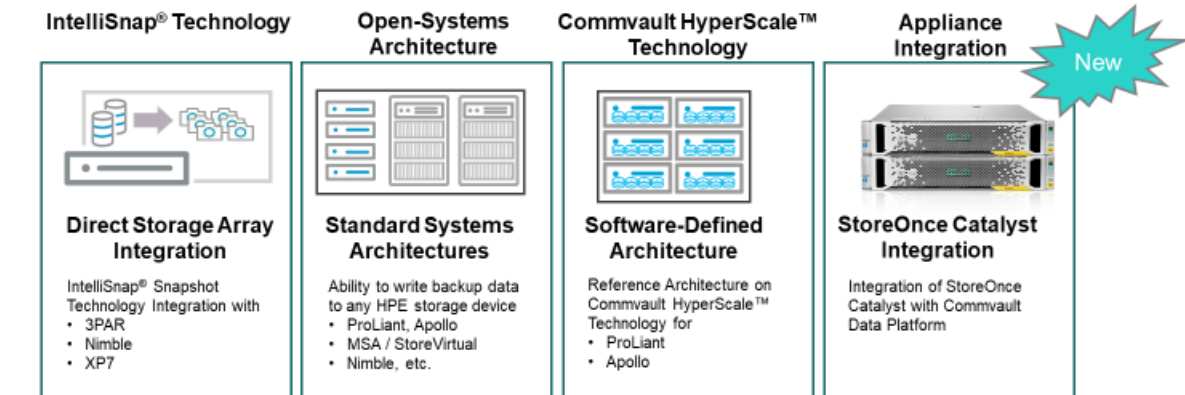 IntelliSnap® Technology
Open-Systems
Architecture
Commvault HyperScale™
Technology
Appliance
Integration
New
Direct Storage Array
Integration
IntelliSnap® Snapshot
Technology Integration with
• 3PAR
• Nimble
• XP7
Standard Systems
Architectures
Ability to write backup data
to any HPE storage device
• ProLiant, Apollo
• MSA / StoreVirtual
• Nimble, etc.
Software-Defined
Architecture
Reference Architecture on
Commvault HyperScale™
Technology for
• ProLiant
• Apollo
StoreOnce Catalyst
Integration
Integration of StoreOnce
Catalyst with Commvault
Data Platform